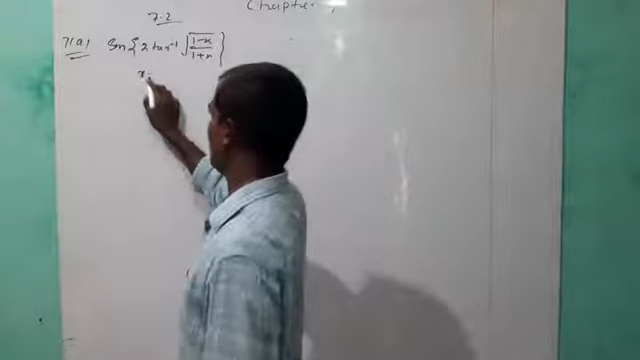 Chapter
7.2
7(a) Sin{2 tan⁻¹ √(1-x)/(1+x)}
x